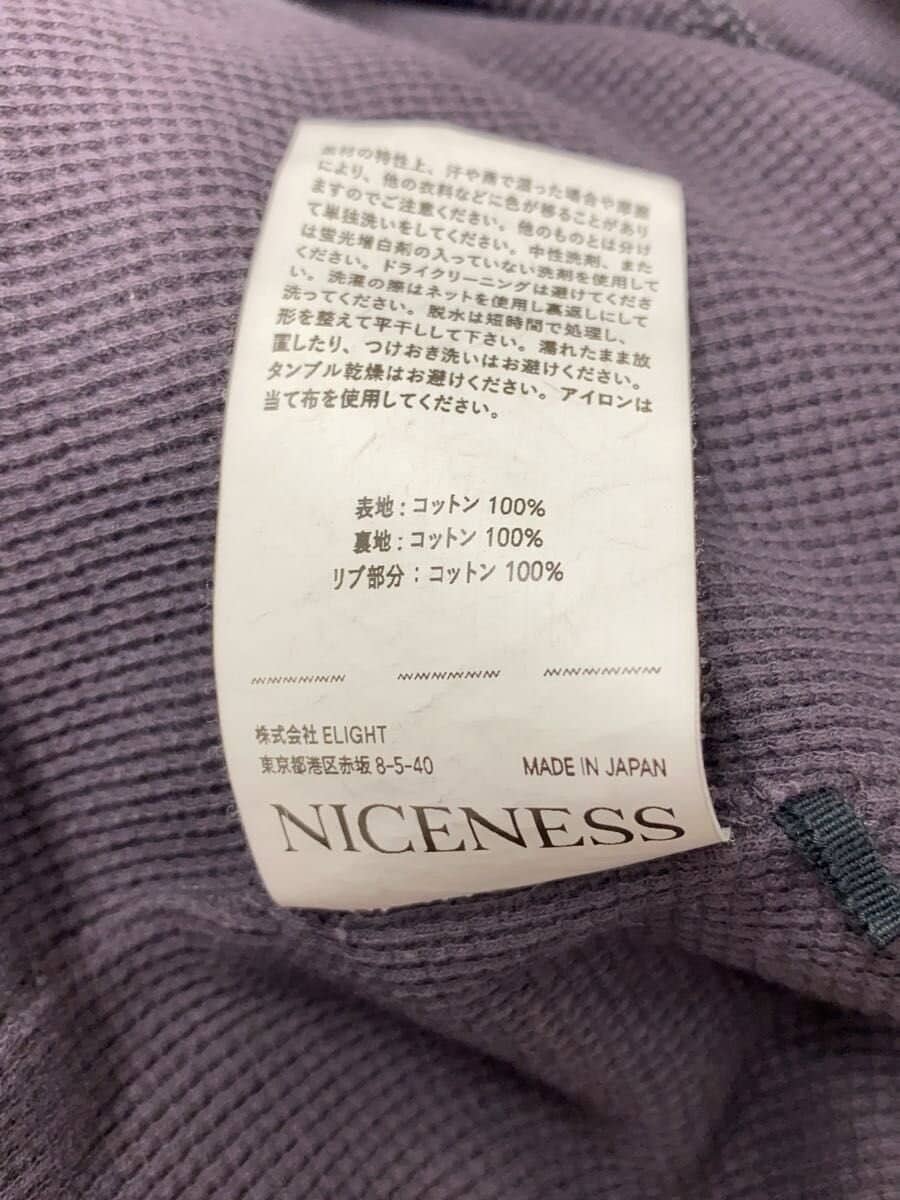 素材の特性上、汗や雨で湿った場合や摩擦
により、他の衣料などに色が移ることがあり
ますのでご注意ください。他のものとは分け
て単独洗いをしてください。中性洗剤、また
は蛍光増白剤の入っていない洗剤を使用して
ください。ドライクリーニングは避けてくださ
い。洗濯の際はネットを使用し裏返しにして
洗ってください。脱水は短時間で処理し、
形を整えて平干しして下さい。濡れたまま放
置したり、つけおき洗いはお避けください。
タンブル乾燥はお避けください。アイロンは
当て布を使用してください。
表地：コットン 100%
裏地：コットン 100%
リブ部分：コットン 100%
株式会社 ELIGHT
東京都港区赤坂 8-5-40
MADE IN JAPAN
NICENESS